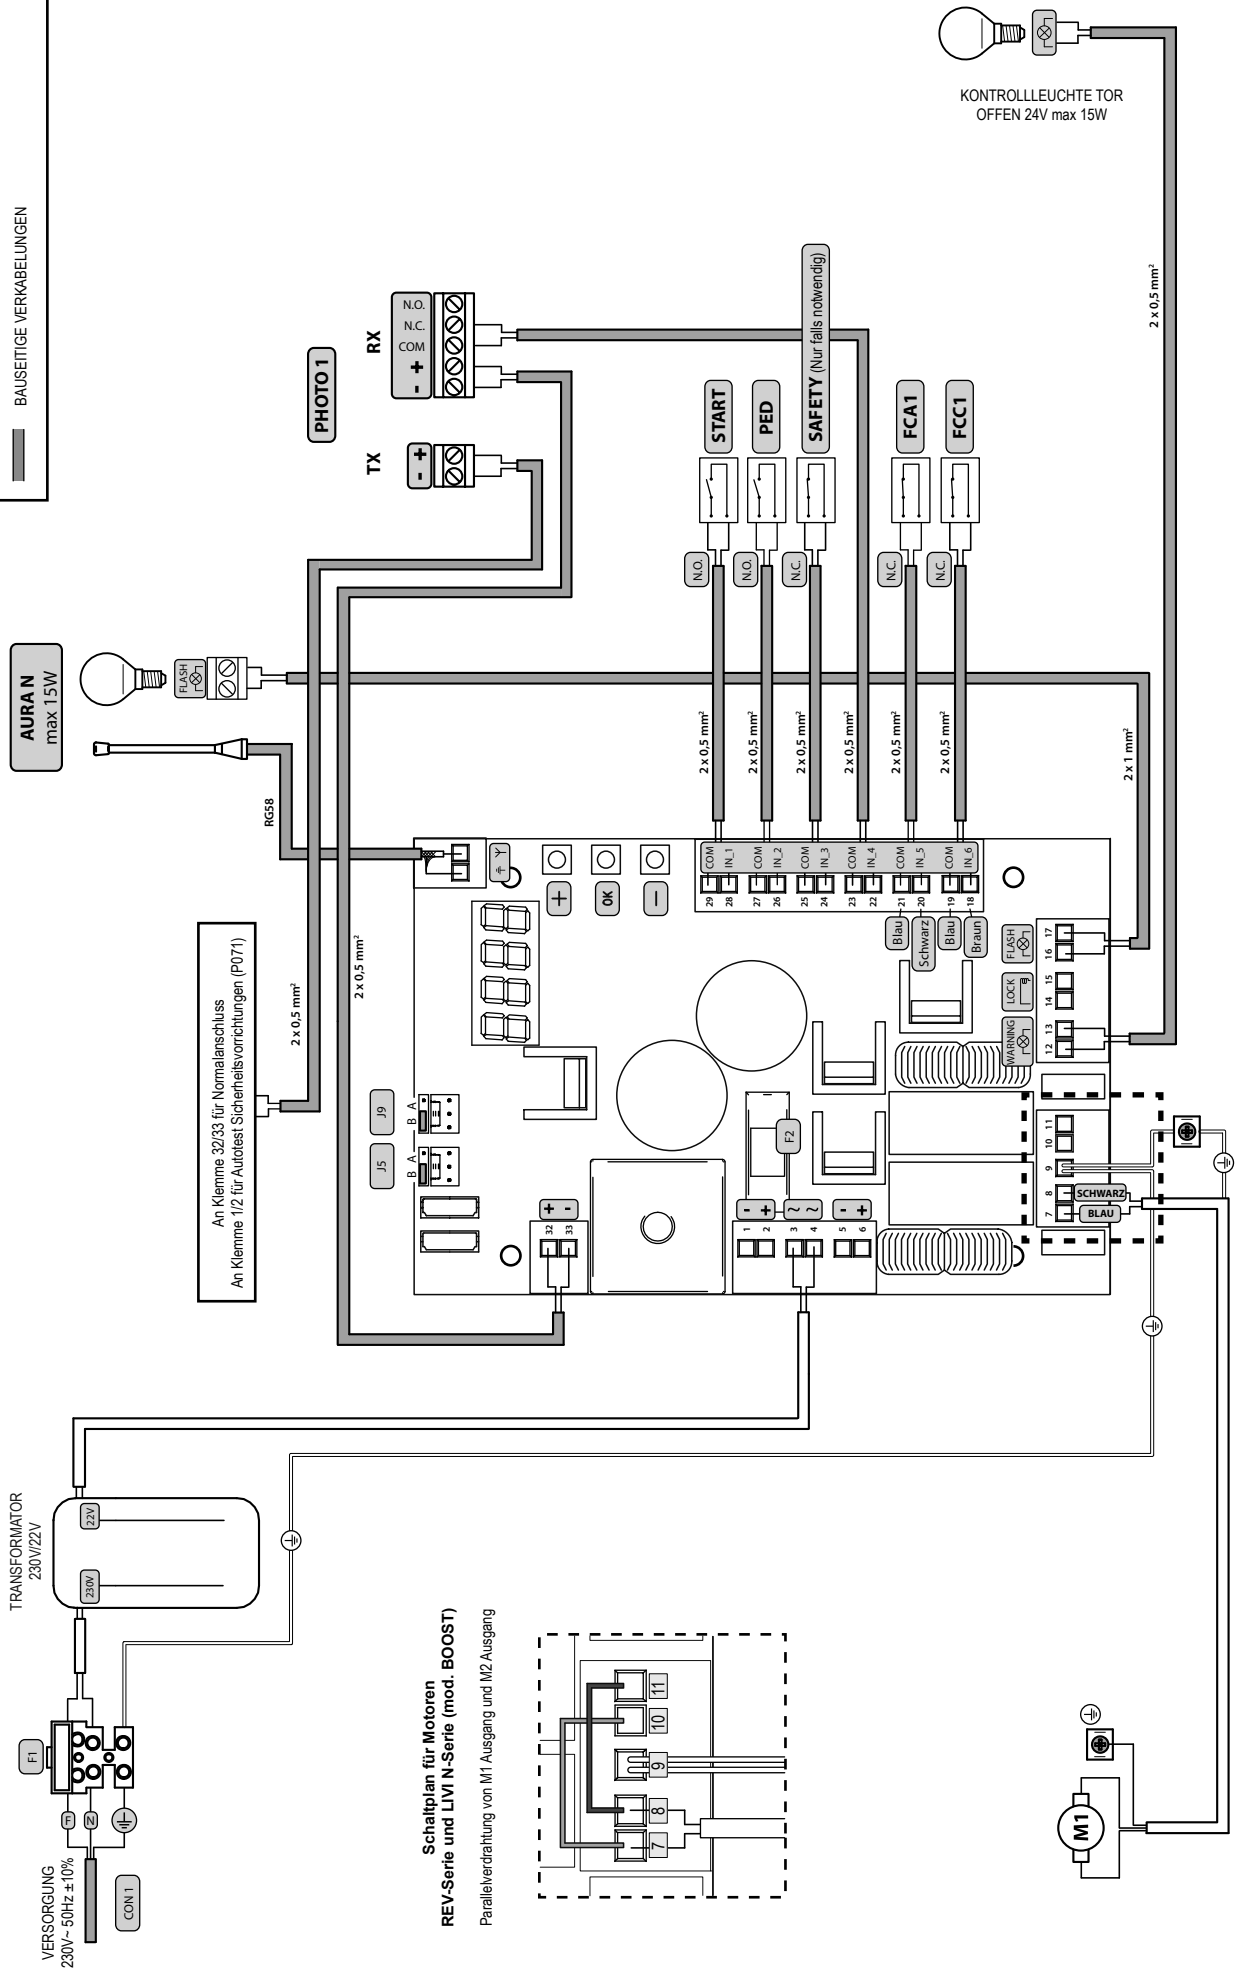 BAUSEITIGE VERKABELUNGEN
KONTROLLLEUCHTE TOR
OFFEN 24V max 15W
2 x 0,5 mm²
PHOTO 1
TX
- +
RX
- + COM N.C. N.O.
AURA N
max 15W
FLASH
RG58
An Klemme 32/33 für Normalanschluss
An Klemme 1/2 für Autotest Sicherheitsvorrichtungen (P071)
2 x 0,5 mm²
2 x 0,5 mm²
START
PED
SAFETY (Nur falls notwendig)
FCA1
FCC1
N.O.
N.O.
N.C.
N.C.
N.C.
2 x 0,5 mm²
2 x 0,5 mm²
2 x 0,5 mm²
2 x 0,5 mm²
2 x 0,5 mm²
2 x 0,5 mm²
2 x 1 mm²
+
OK
-
J5
B A
J9
B A
F2
29 COM
28 IN_1
27 COM
26 IN_2
25 COM
24 IN_3
23 COM
22 IN_4
21 COM
20 IN_5
19 COM
18 IN_6
Blau
Schwarz
Blau
Braun
WARNING
LOCK
FLASH
12 13 14 15 16 17
7 8 9 10 11
SCHWARZ
BLAU
+ -
32 33
- +
~ ~
- +
1 2 3 4 5 6
TRANSFORMATOR
230V/22V
230V
22V
F1
F
N
VERSORGUNG
230V~ 50Hz ±10%
CON 1
Schaltplan für Motoren
REV-Serie und LIVI N-Serie (mod. BOOST)
Parallelverdrahtung von M1 Ausgang und M2 Ausgang
7 8 9 10 11
M1